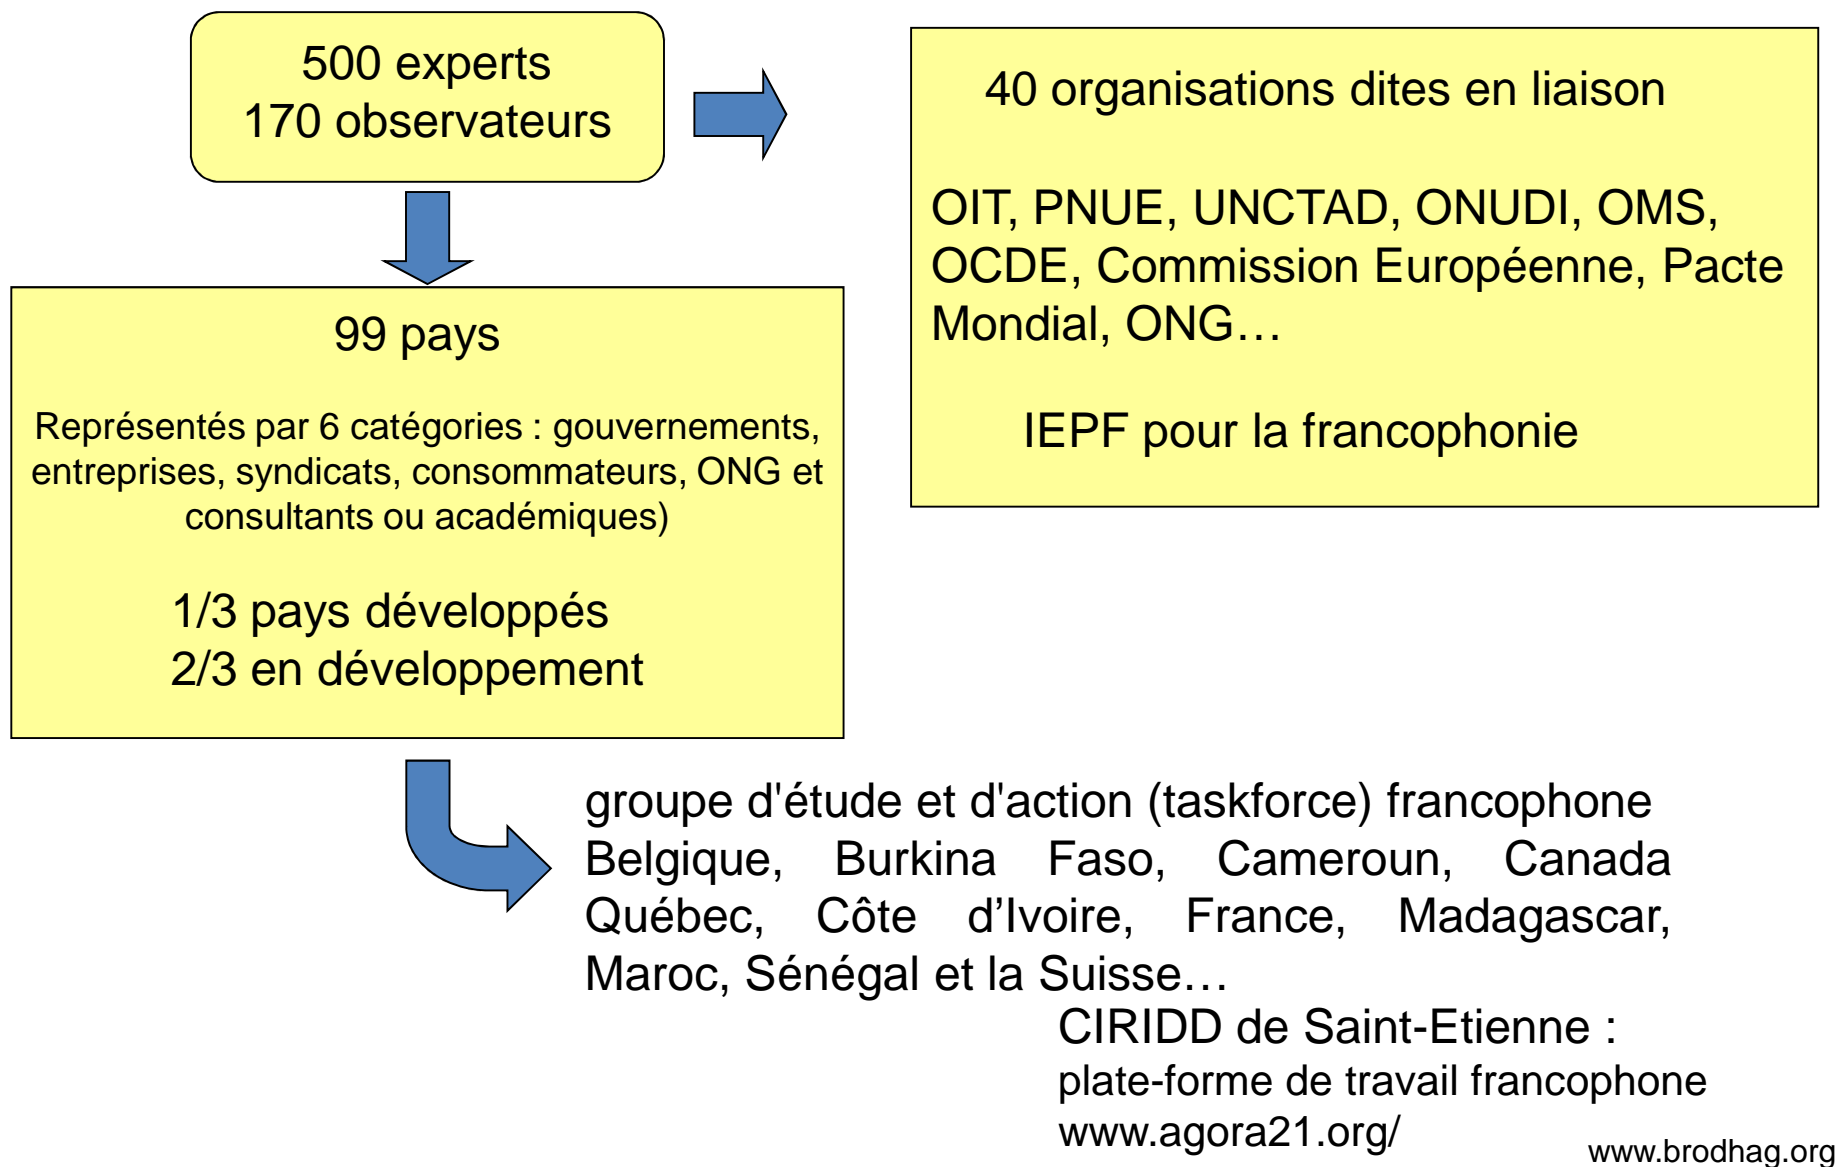 500 experts
170 observateurs
40 organisations dites en liaison
OIT, PNUE, UNCTAD, ONUDI, OMS,
OCDE, Commission Européenne, Pacte
Mondial, ONG…
IEPF pour la francophonie
99 pays
Représentés par 6 catégories : gouvernements,
entreprises, syndicats, consommateurs, ONG et
consultants ou académiques)
1/3 pays développés
2/3 en développement
groupe d'étude et d'action (taskforce) francophone
Belgique, Burkina Faso, Cameroun, Canada
Québec, Côte d’Ivoire, France, Madagascar,
Maroc, Sénégal et la Suisse…
CIRIDD de Saint-Etienne :
plate-forme de travail francophone
www.agora21.org/
www.brodhag.org